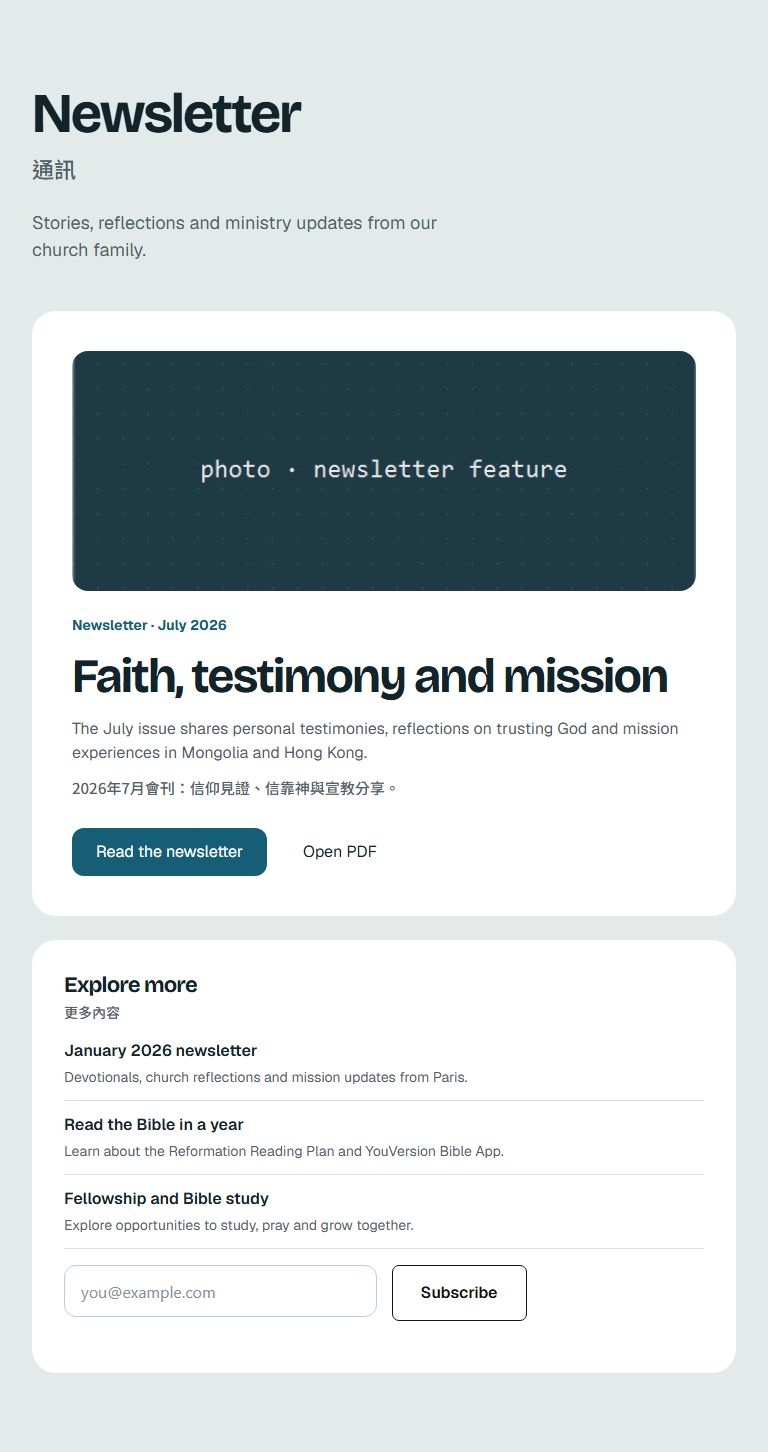 Newsletter
通訊
Stories, reflections and ministry updates from our
church family.
photo · newsletter feature
Newsletter · July 2026
Faith, testimony and mission
The July issue shares personal testimonies, reflections on trusting God and mission
experiences in Mongolia and Hong Kong.
2026年7月會刊：信仰見證、信靠神與宣教分享。
Read the newsletter
Open PDF
Explore more
更多內容
January 2026 newsletter
Devotionals, church reflections and mission updates from Paris.
Read the Bible in a year
Learn about the Reformation Reading Plan and YouVersion Bible App.
Fellowship and Bible study
Explore opportunities to study, pray and grow together.
you@example.com
Subscribe